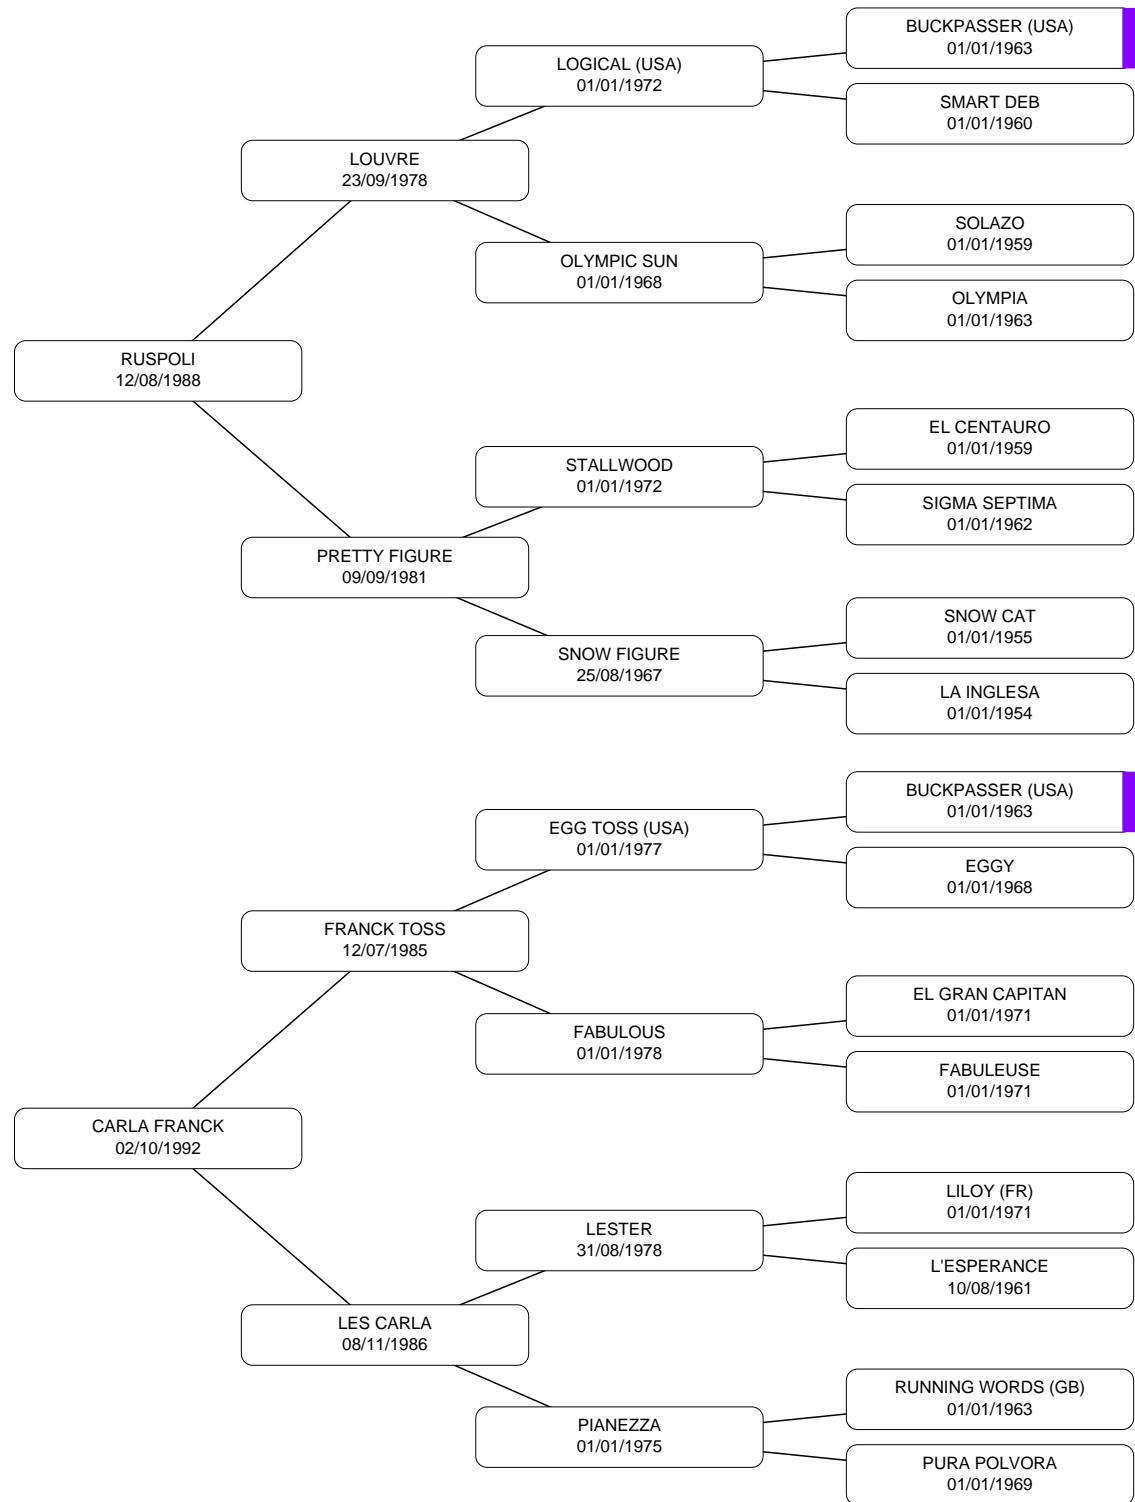 BUCKPASSER (USA)
01/01/1963
LOGICAL (USA)
01/01/1972
SMART DEB
01/01/1960
LOUVRE
23/09/1978
SOLAZO
01/01/1959
OLYMPIC SUN
01/01/1968
OLYMPIA
01/01/1963
RUSPOLI
12/08/1988
EL CENTAURO
01/01/1959
STALLWOOD
01/01/1972
SIGMA SEPTIMA
01/01/1962
PRETTY FIGURE
09/09/1981
SNOW CAT
01/01/1955
SNOW FIGURE
25/08/1967
LA INGLESA
01/01/1954
BUCKPASSER (USA)
01/01/1963
EGG TOSS (USA)
01/01/1977
EGGY
01/01/1968
FRANCK TOSS
12/07/1985
EL GRAN CAPITAN
01/01/1971
FABULOUS
01/01/1978
FABULEUSE
01/01/1971
CARLA FRANCK
02/10/1992
LILOY (FR)
01/01/1971
LESTER
31/08/1978
L'ESPERANCE
10/08/1961
LES CARLA
08/11/1986
RUNNING WORDS (GB)
01/01/1963
PIANEZZA
01/01/1975
PURA POLVORA
01/01/1969